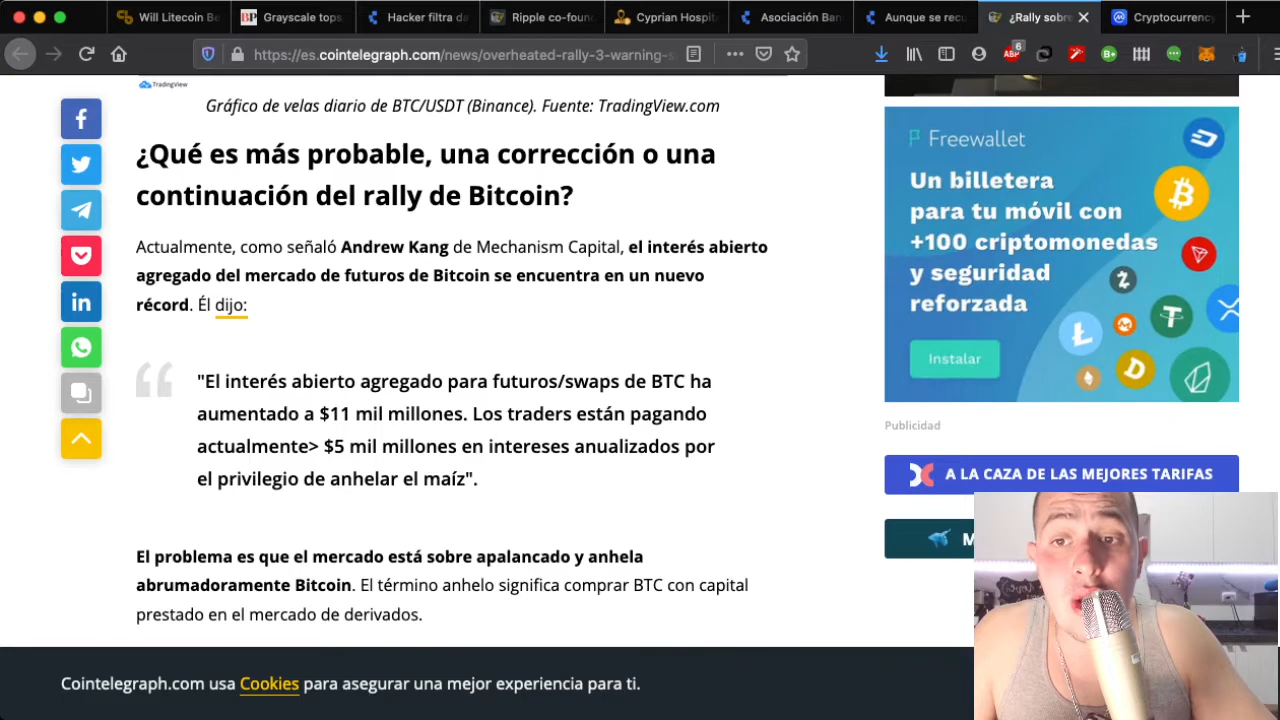 Will Litecoin Be
Grayscale tops
Hacker filtra da
Ripple co-foun
Cyprian Hospit
Asociación Ban
Aunque se recu
¿Rally sobre
Cryptocurrency
https://es.cointelegraph.com/news/overheated-rally-3-warning-s
ABP
6
TradingView
Gráfico de velas diario de BTC/USDT (Binance). Fuente: TradingView.com
¿Qué es más probable, una corrección o una
continuación del rally de Bitcoin?
Actualmente, como señaló Andrew Kang de Mechanism Capital, el interés abierto
agregado del mercado de futuros de Bitcoin se encuentra en un nuevo
récord. Él dijo:
"El interés abierto agregado para futuros/swaps de BTC ha
aumentado a $11 mil millones. Los traders están pagando
actualmente> $5 mil millones en intereses anualizados por
el privilegio de anhelar el maíz".
El problema es que el mercado está sobre apalancado y anhela
abrumadoramente Bitcoin. El término anhelo significa comprar BTC con capital
prestado en el mercado de derivados.
Freewallet
Un billetera
para tu móvil con
+100 criptomonedas
y seguridad
reforzada
Instalar
Publicidad
A LA CAZA DE LAS MEJORES TARIFAS
Cointelegraph.com usa Cookies para asegurar una mejor experiencia para ti.